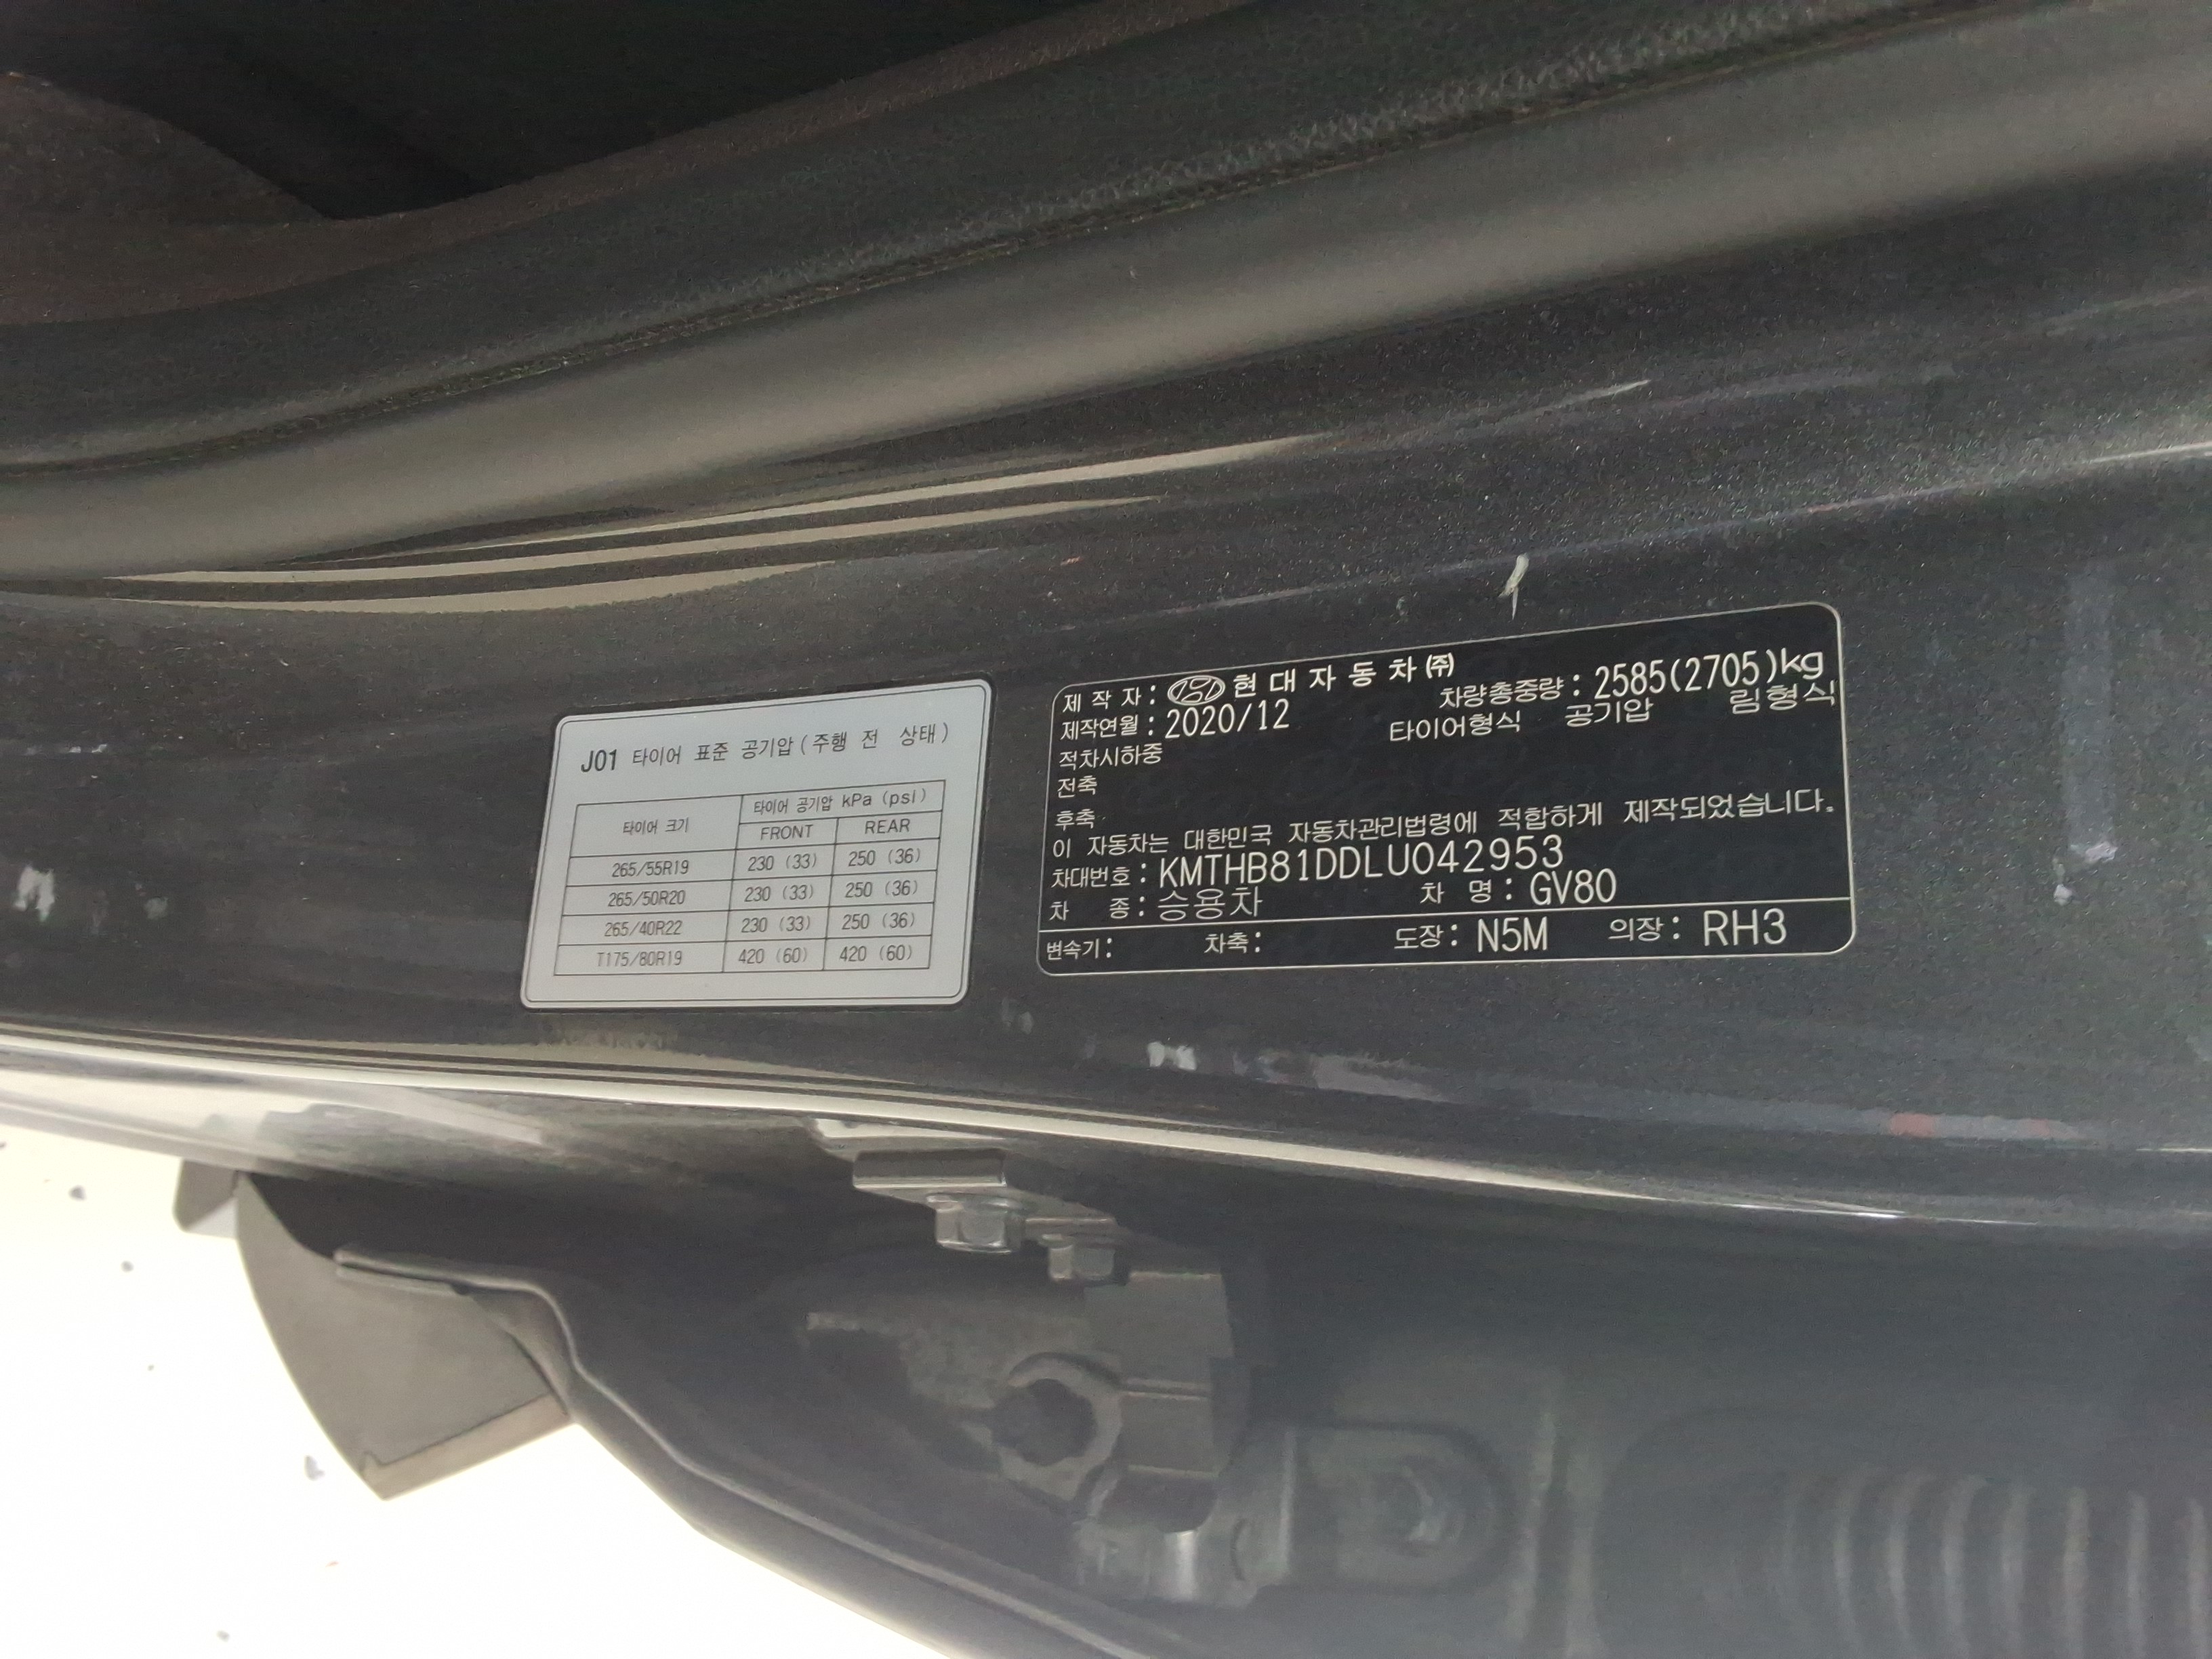 J01 타이어 표준 공기압(주행 전 상태)
타이어 크기 타이어 공기압 kPa (psi)
FRONT REAR
265/55R19 230 (33) 250 (36)
265/50R20 230 (33) 250 (36)
265/40R22 230 (33) 250 (36)
T175/80R19 420 (60) 420 (60)
제 작 자: 현대자동차㈜
제작연월: 2020/12 차량총중량: 2585(2705)kg
적차시하중 타이어형식 공기압 림형식
전축
후축
이 자동차는 대한민국 자동차관리법령에 적합하게 제작되었습니다.
차대번호: KMTHB81DDLU042953
차 종: 승용차 차 명: GV80
변속기: 차축: 도장: N5M 의장: RH3